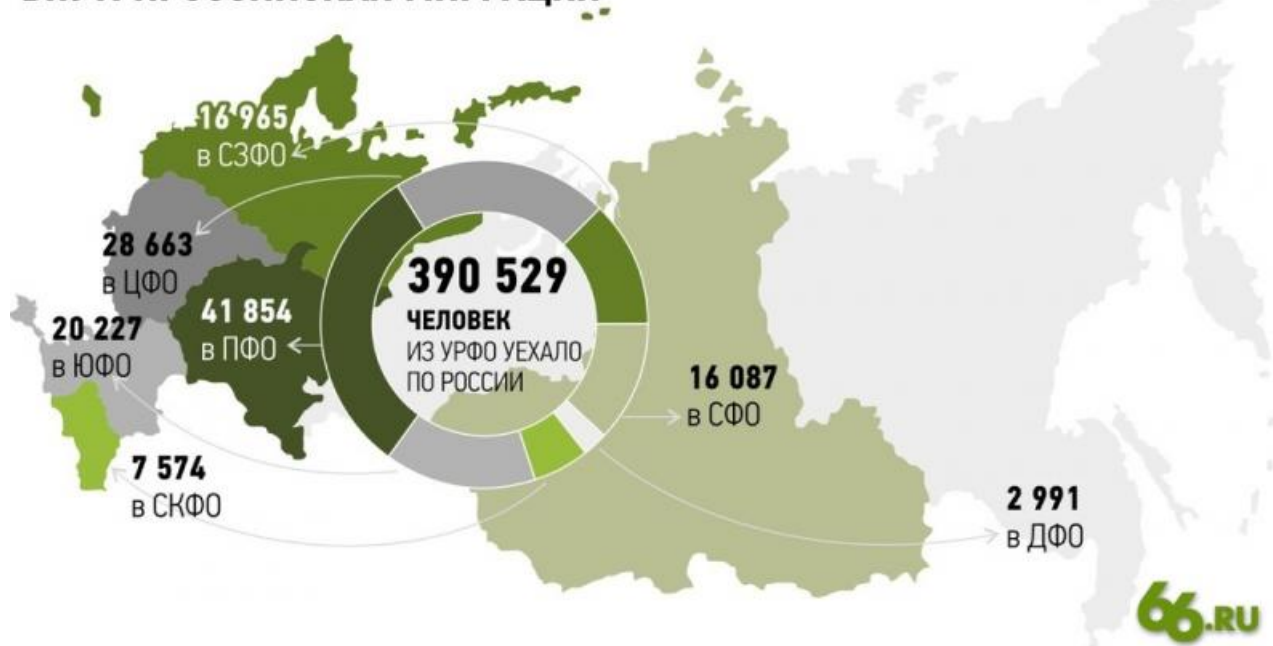 16 965
в СЗФО
28 663
в ЦФО
20 227
в ЮФО
41 854
в ПФО
390 529
ЧЕЛОВЕК
ИЗ УРФО УЕХАЛО
ПО РОССИИ
16 087
в СФО
7 574
в СКФО
2 991
в ДФО
66.RU